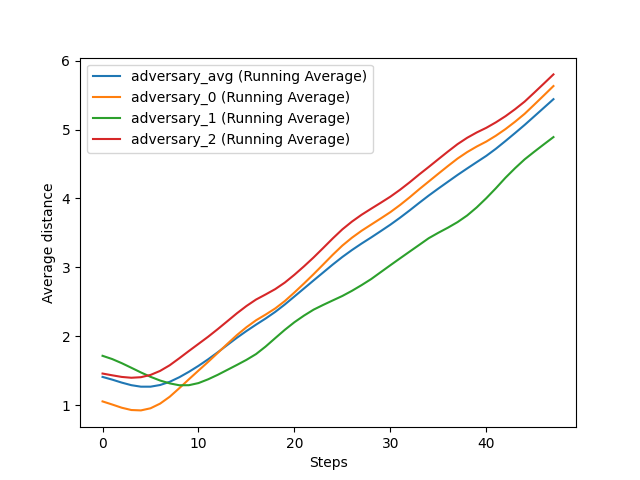 adversary_avg (Running Average)
adversary_0 (Running Average)
adversary_1 (Running Average)
adversary_2 (Running Average)
Average distance
6
5
4
3
2
1
0 10 20 30 40
Steps